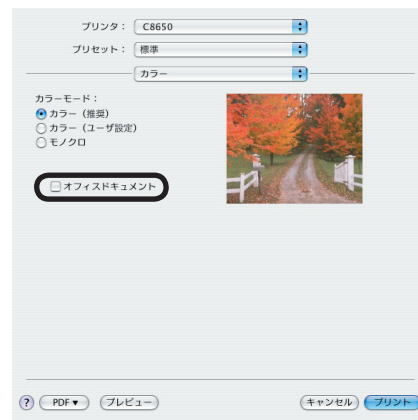 プリンタ： C8650
プリセット： 標準
カラー
カラーモード：
カラー（推奨）
カラー（ユーザ設定）
モノクロ
オフィスドキュメント
? PDF▼ プレビュー キャンセル プリント